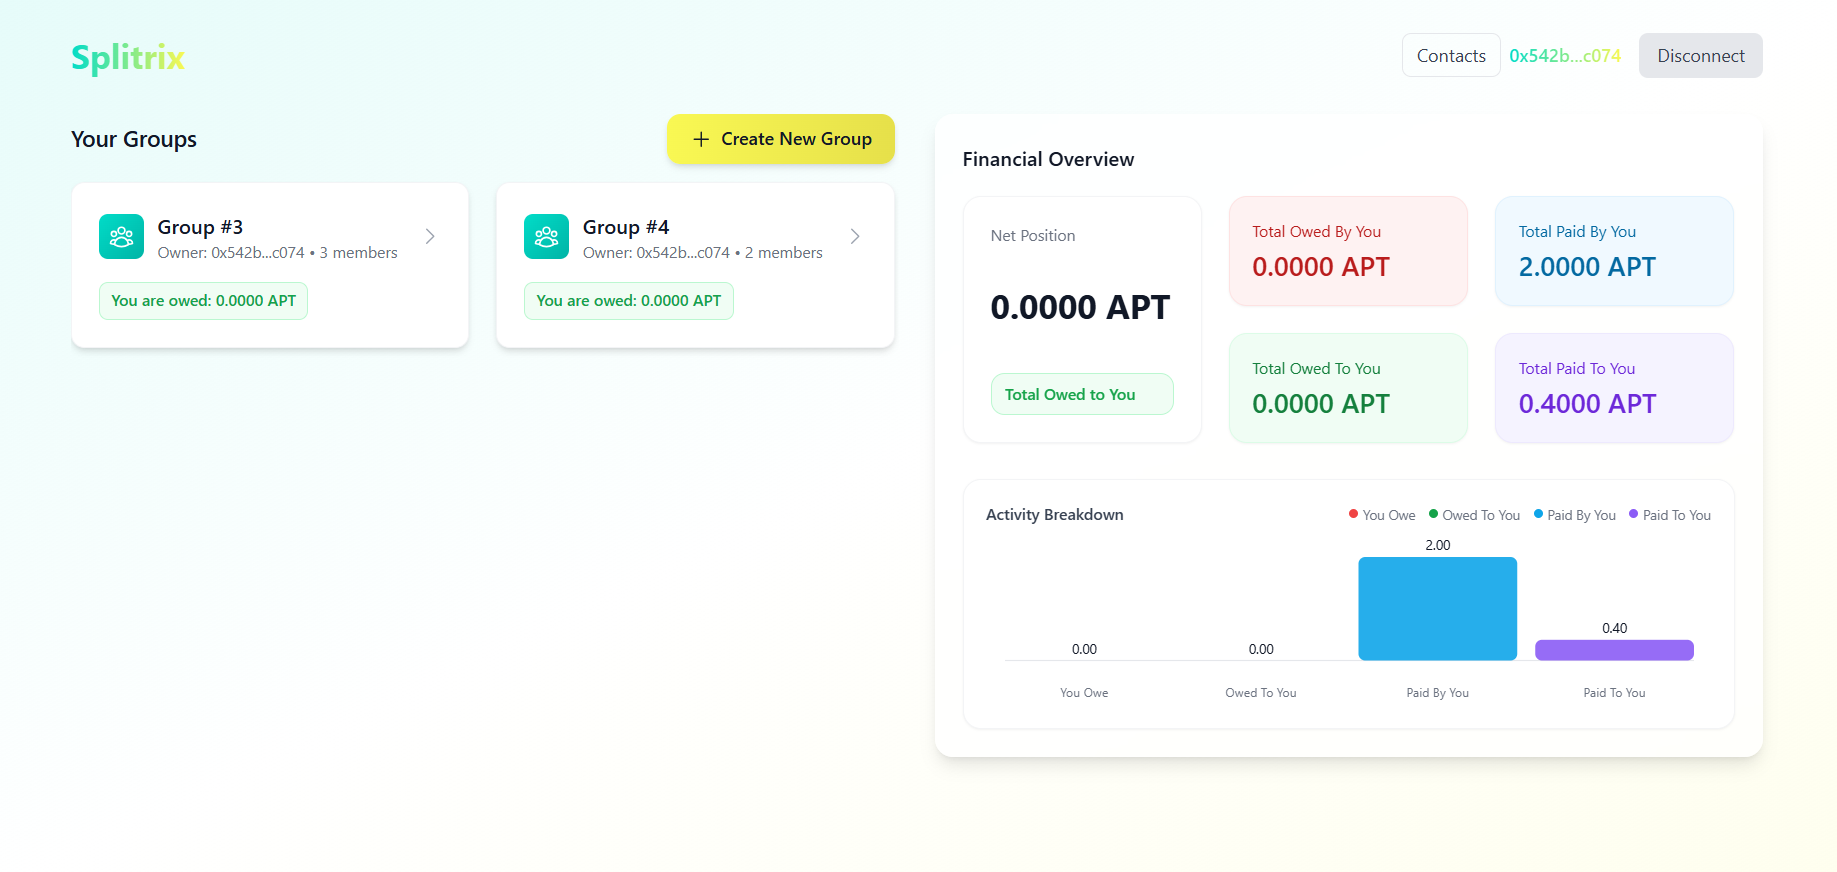 Splitrix
Contacts
0x542b...c074
Disconnect
Your Groups
Create New Group
Group #3
Owner: 0x542b...c074 • 3 members
You are owed: 0.0000 APT
Group #4
Owner: 0x542b...c074 • 2 members
You are owed: 0.0000 APT
Financial Overview
Net Position
0.0000 APT
Total Owed to You
Total Owed By You
0.0000 APT
Total Paid By You
2.0000 APT
Total Owed To You
0.0000 APT
Total Paid To You
0.4000 APT
Activity Breakdown
You Owe
Owed To You
Paid By You
Paid To You
0.00
0.00
2.00
0.40
You Owe
Owed To You
Paid By You
Paid To You